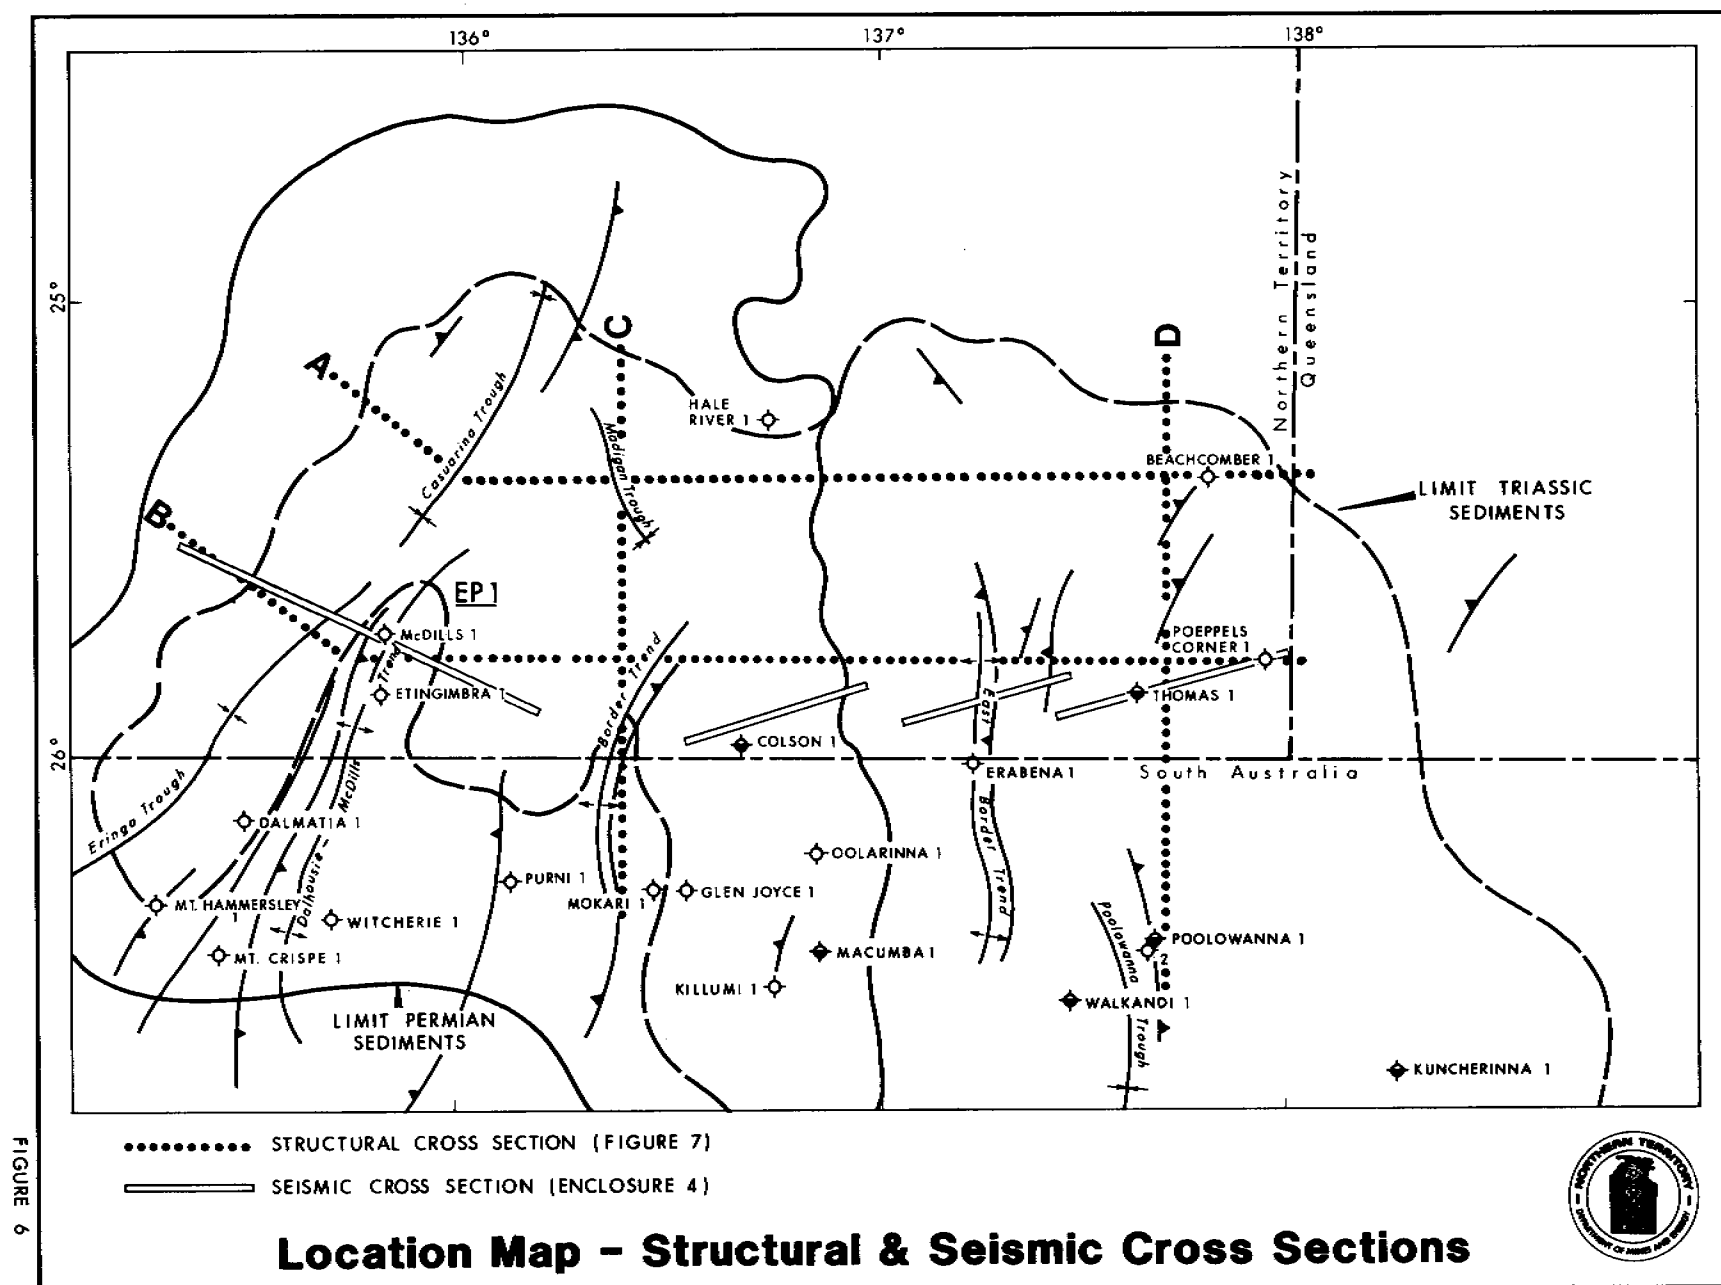 136°
137°
138°
25°
26°
Northern Territory
Queensland
A
B
C
D
Casuarina Trough
Madigan Trough
HALE
RIVER 1
BEACHCOMBER 1
LIMIT TRIASSIC
SEDIMENTS
EP 1
McDILLS 1
Trend
ETINGIMBRA 1
Border Trend
POEPPELS
CORNER 1
THOMAS 1
East
COLSON 1
ERABENA 1
South Australia
Eringa Trough
DALMATIA 1
McDills
Dalhousie –
Border Trend
OOLARINNA 1
PURNI 1
MOKARI 1
GLEN JOYCE 1
MT. HAMMERSLEY
1
WITCHERIE 1
MT. CRISPE 1
MACUMBA 1
KILLUMI 1
Poolowanna
Trough
POOLOWANNA 1
2
WALKANDI 1
LIMIT PERMIAN
SEDIMENTS
KUNCHERINNA 1
STRUCTURAL CROSS SECTION (FIGURE 7)
SEISMIC CROSS SECTION (ENCLOSURE 4)
Location Map – Structural & Seismic Cross Sections
FIGURE 6
NORTHERN TERRITORY
DEPARTMENT OF MINES AND ENERGY